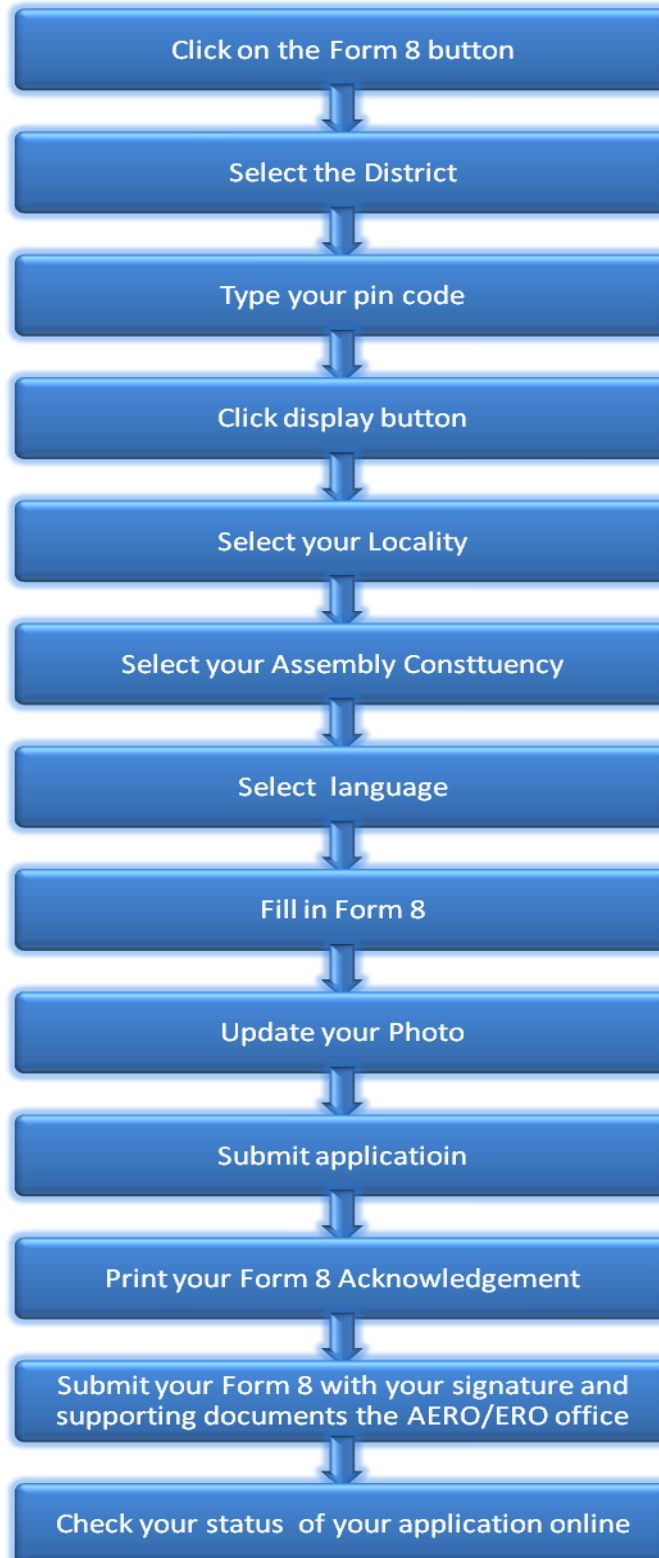 Click on the Form 8 button
Select the District
Type your pin code
Click display button
Select your Locality
Select your Assembly Consttuency
Select language
Fill in Form 8
Update your Photo
Submit applicatioin
Print your Form 8 Acknowledgement
Submit your Form 8 with your signature and
supporting documents the AERO/ERO office
Check your status of your application online